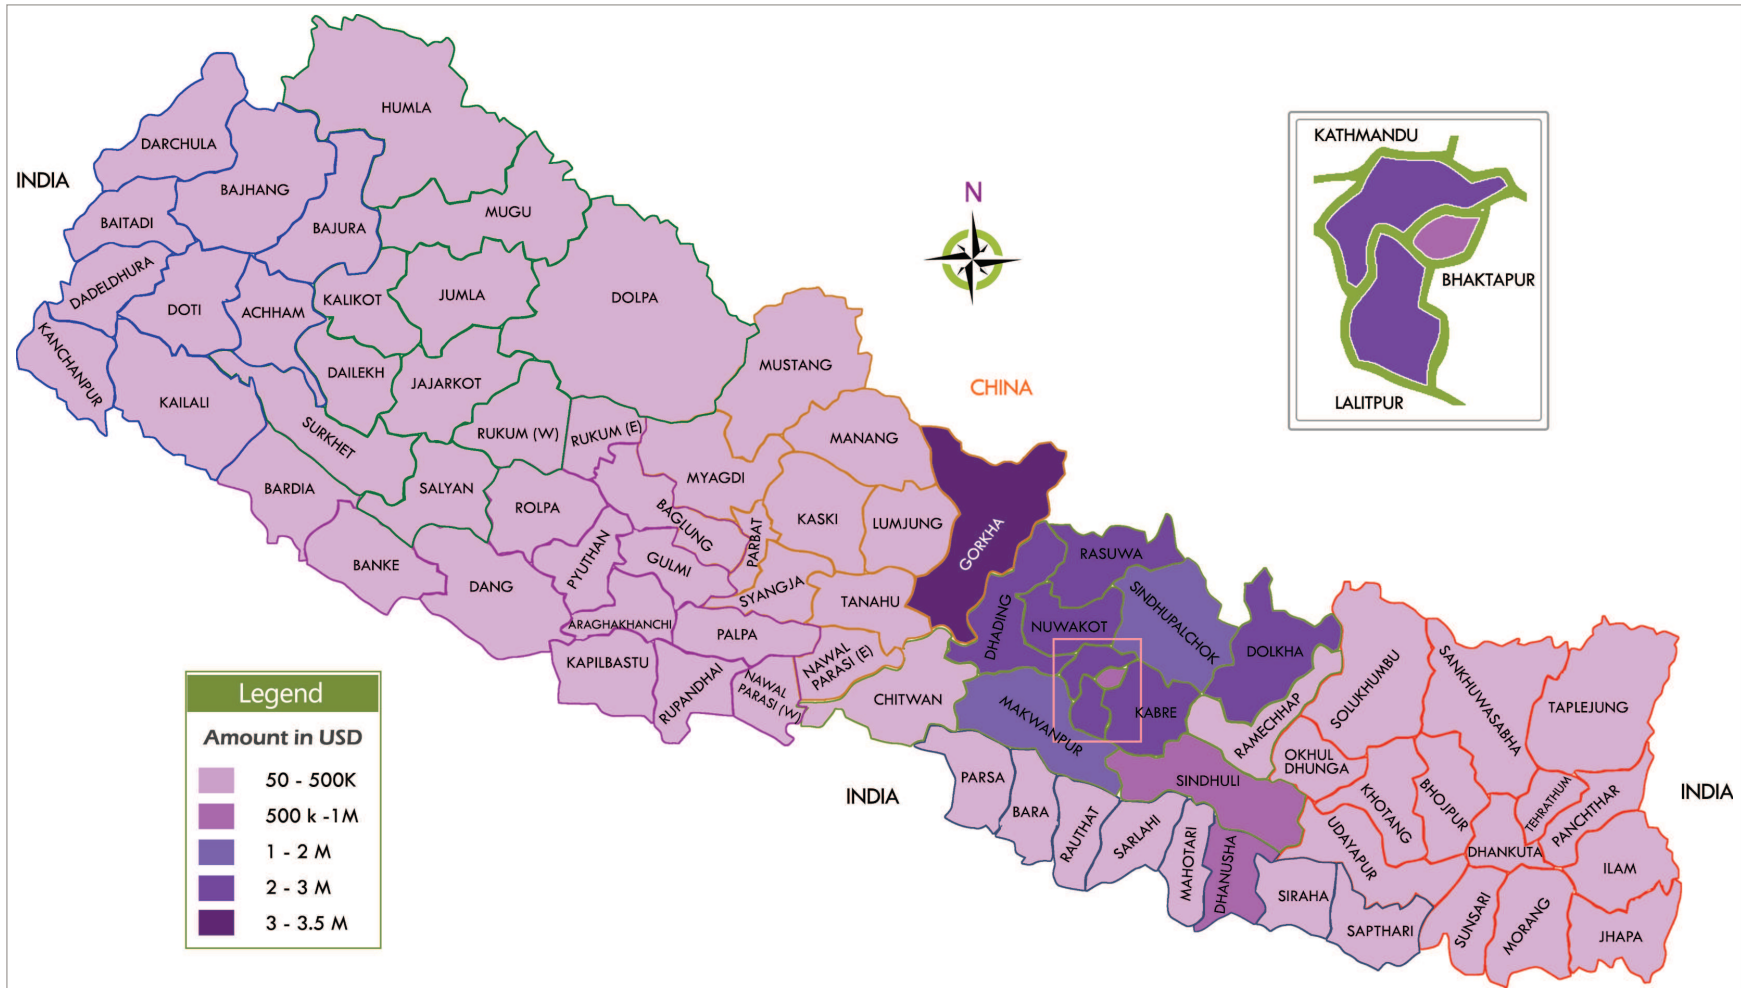 HUMLA
DARCHULA
INDIA
BAJHANG
BAITADI
BAJURA
MUGU
DADELDHURA
DOTI
ACHHAM
KALIKOT
JUMLA
DOLPA
KANCHANPUR
KAILALI
DAILEKH
JAJARKOT
SURKHET
RUKUM (W)
RUKUM (E)
MUSTANG
MANANG
BARDIA
SALYAN
ROLPA
MYAGDI
BAGLUNG
PARBAT
KASKI
LUMJUNG
GORKHA
BANKE
DANG
PYUTHAN
GULMI
SYANGJA
TANAHU
ARAGHAKHANCHI
PALPA
KAPILBASTU
RUPANDHAI
NAWAL
PARASI (W)
NAWAL
PARASI (E)
CHITWAN
N
CHINA
KATHMANDU
BHAKTAPUR
LALITPUR
RASUWA
DHADING
NUWAKOT
SINDHUPALCHOK
DOLKHA
MAKWANPUR
KABRE
RAMECHHAP
SINDHULI
INDIA
PARSA
BARA
RAUTHAT
SARLAHI
MAHOTARI
DHANUSHA
SIRAHA
SAPTHARI
SOLUKHUMBU
SANKHUWASABHA
TAPLEJUNG
OKHUL
DHUNGA
KHOTANG
BHOJPUR
TEHRATHUM
PANCHTHAR
INDIA
UDAYAPUR
DHANKUTA
ILAM
SUNSARI
MORANG
JHAPA
Legend
Amount in USD
50 - 500K
500 k -1M
1 - 2 M
2 - 3 M
3 - 3.5 M